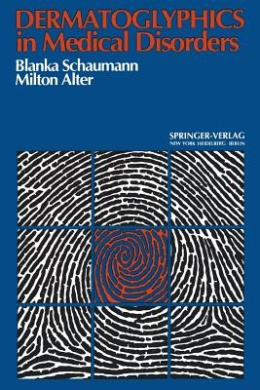 DERMATOGLYPHICS
in Medical Disorders
Blanka Schaumann
Milton Alter
SPRINGER-VERLAG
NEW YORK HEIDELBERG BERLIN